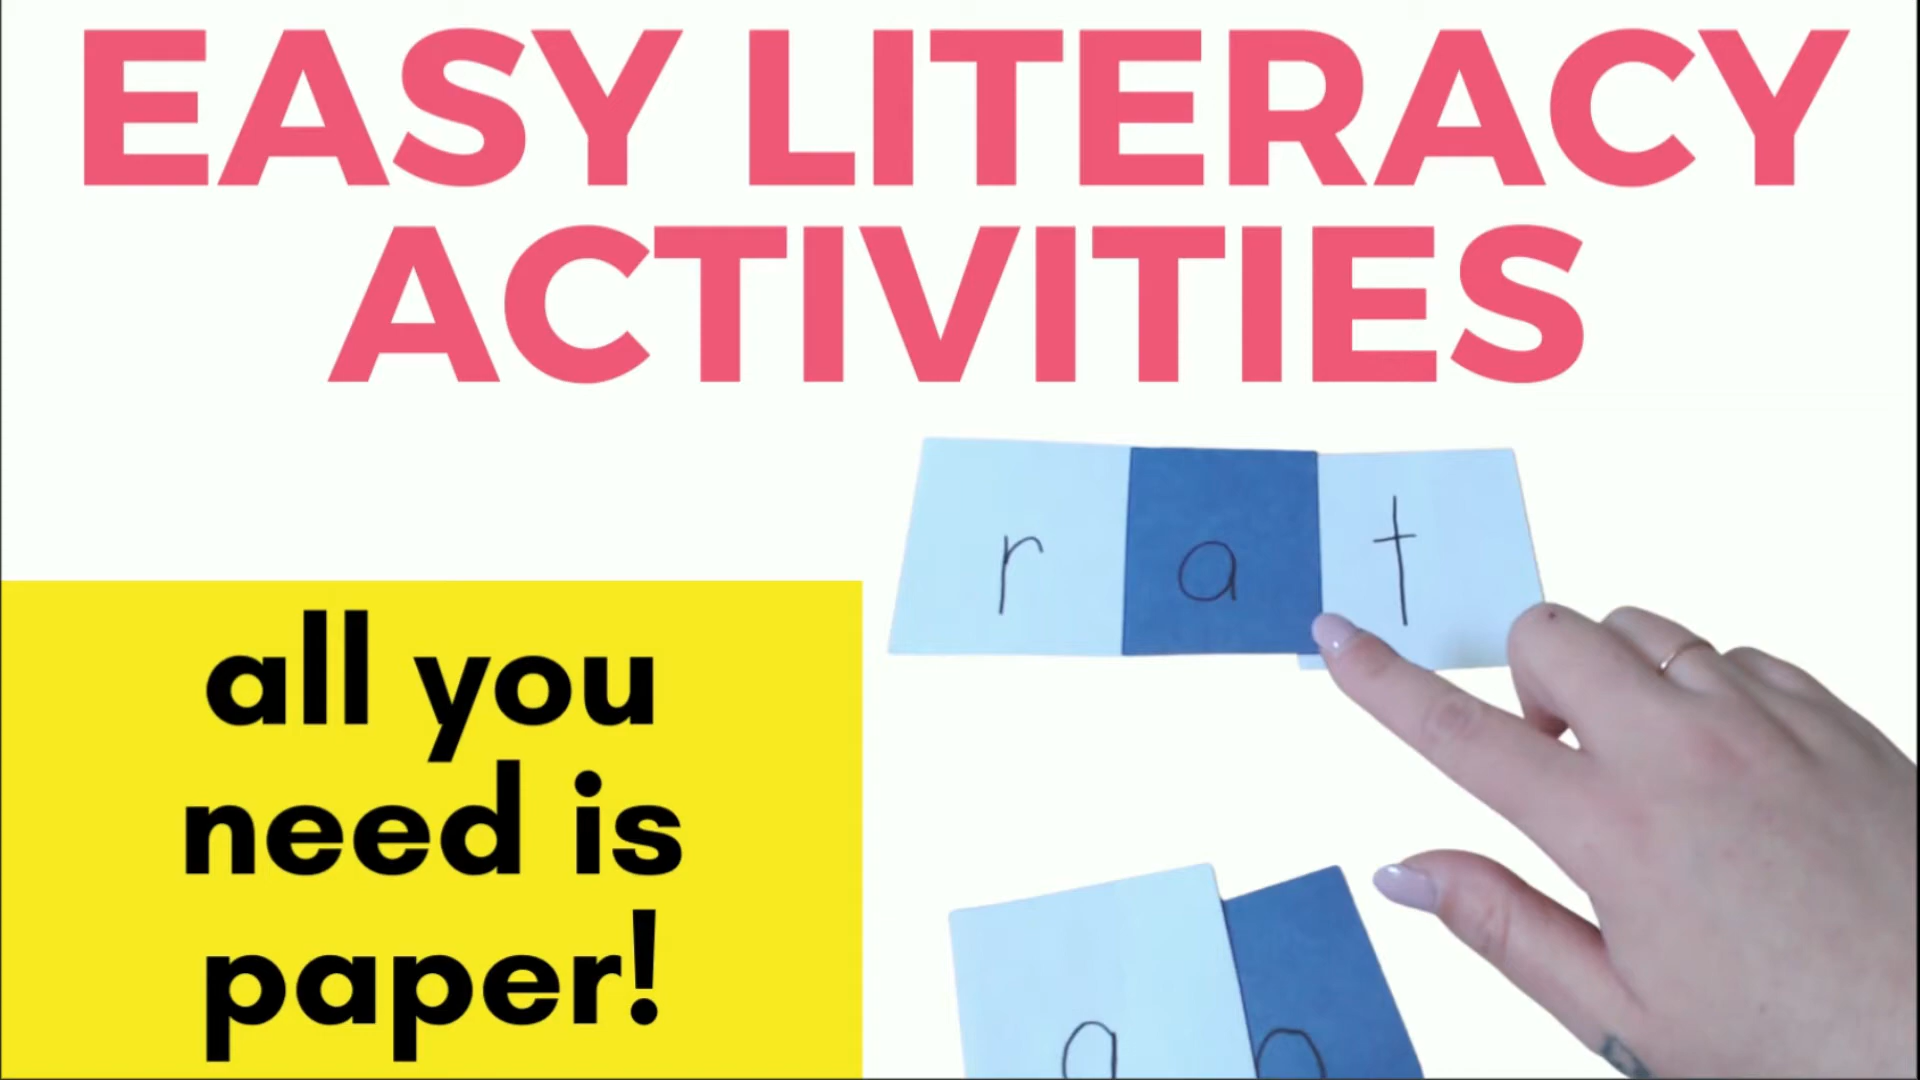 EASY LITERACY
ACTIVITIES
r a t
all you
need is
paper!